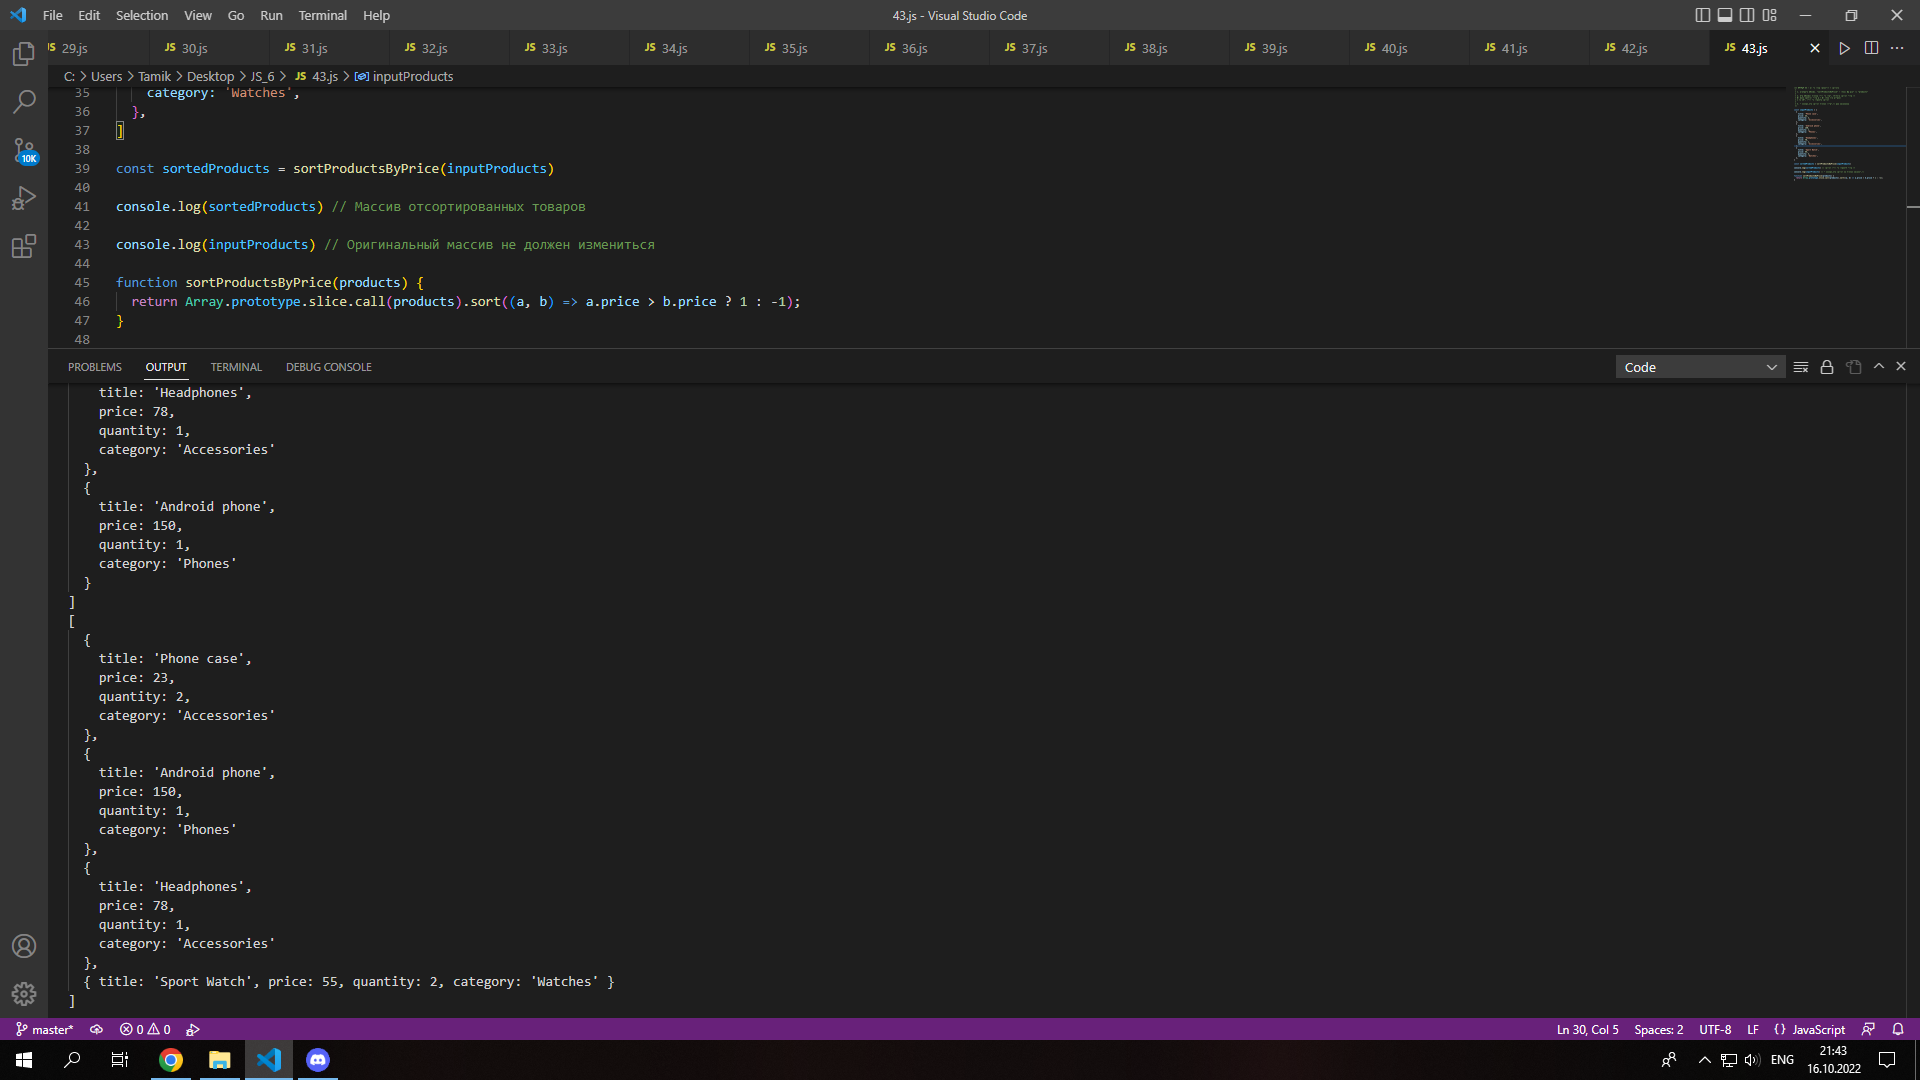 File Edit Selection View Go Run Terminal Help
43.js - Visual Studio Code
JS 29.js JS 30.js JS 31.js JS 32.js JS 33.js JS 34.js JS 35.js JS 36.js JS 37.js JS 38.js JS 39.js JS 40.js JS 41.js JS 42.js JS 43.js
C: > Users > Tamik > Desktop > JS_6 > JS 43.js > inputProducts
35 category: 'Watches',
36 },
37 ]
38
39 const sortedProducts = sortProductsByPrice(inputProducts)
40
41 console.log(sortedProducts) // Массив отсортированных товаров
42
43 console.log(inputProducts) // Оригинальный массив не должен измениться
44
45 function sortProductsByPrice(products) {
46 return Array.prototype.slice.call(products).sort((a, b) => a.price > b.price ? 1 : -1);
47 }
48
10K
PROBLEMS OUTPUT TERMINAL DEBUG CONSOLE
Code
title: 'Headphones',
price: 78,
quantity: 1,
category: 'Accessories'
},
{
title: 'Android phone',
price: 150,
quantity: 1,
category: 'Phones'
}
]
[
{
title: 'Phone case',
price: 23,
quantity: 2,
category: 'Accessories'
},
{
title: 'Android phone',
price: 150,
quantity: 1,
category: 'Phones'
},
{
title: 'Headphones',
price: 78,
quantity: 1,
category: 'Accessories'
},
{ title: 'Sport Watch', price: 55, quantity: 2, category: 'Watches' }
]
master* 0 0
Ln 30, Col 5 Spaces: 2 UTF-8 LF {} JavaScript
ENG
21:43
16.10.2022